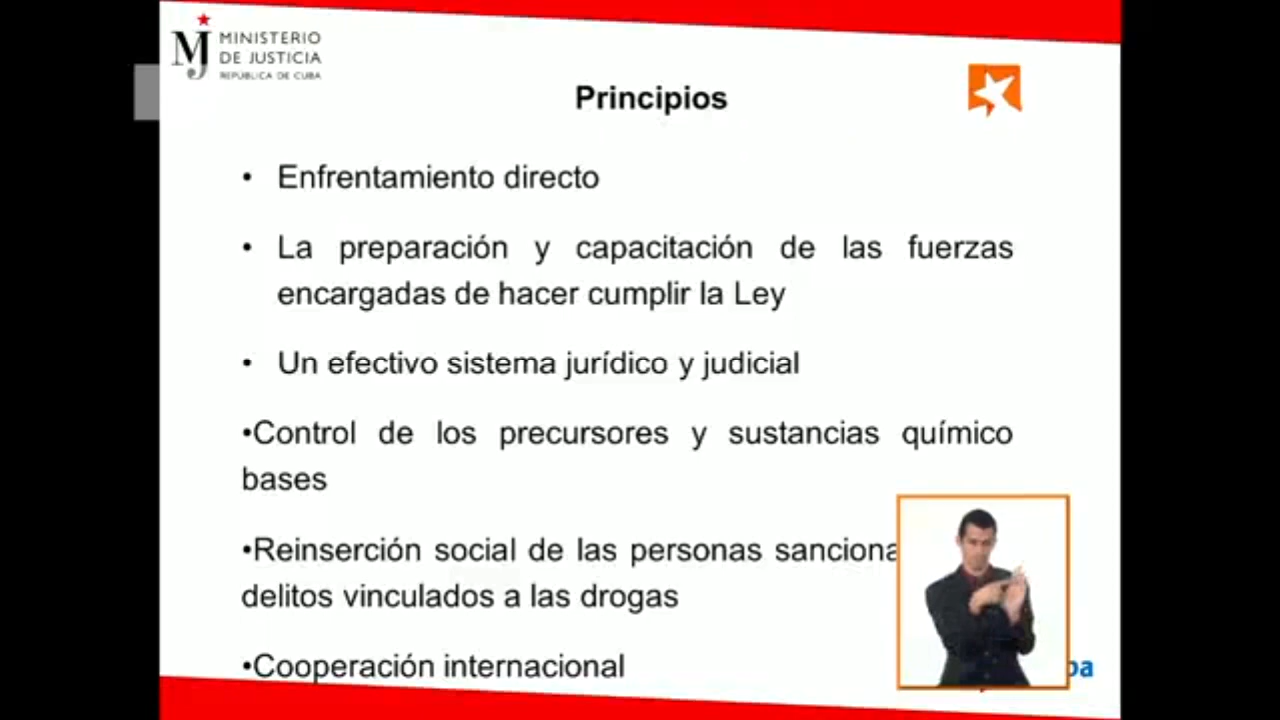 MINISTERIO
DE JUSTICIA
REPÚBLICA DE CUBA
Principios
• Enfrentamiento directo
• La preparación y capacitación de las fuerzas
encargadas de hacer cumplir la Ley
• Un efectivo sistema jurídico y judicial
•Control de los precursores y sustancias químico
bases
•Reinserción social de las personas
delitos vinculados a las drogas
•Cooperación internacional